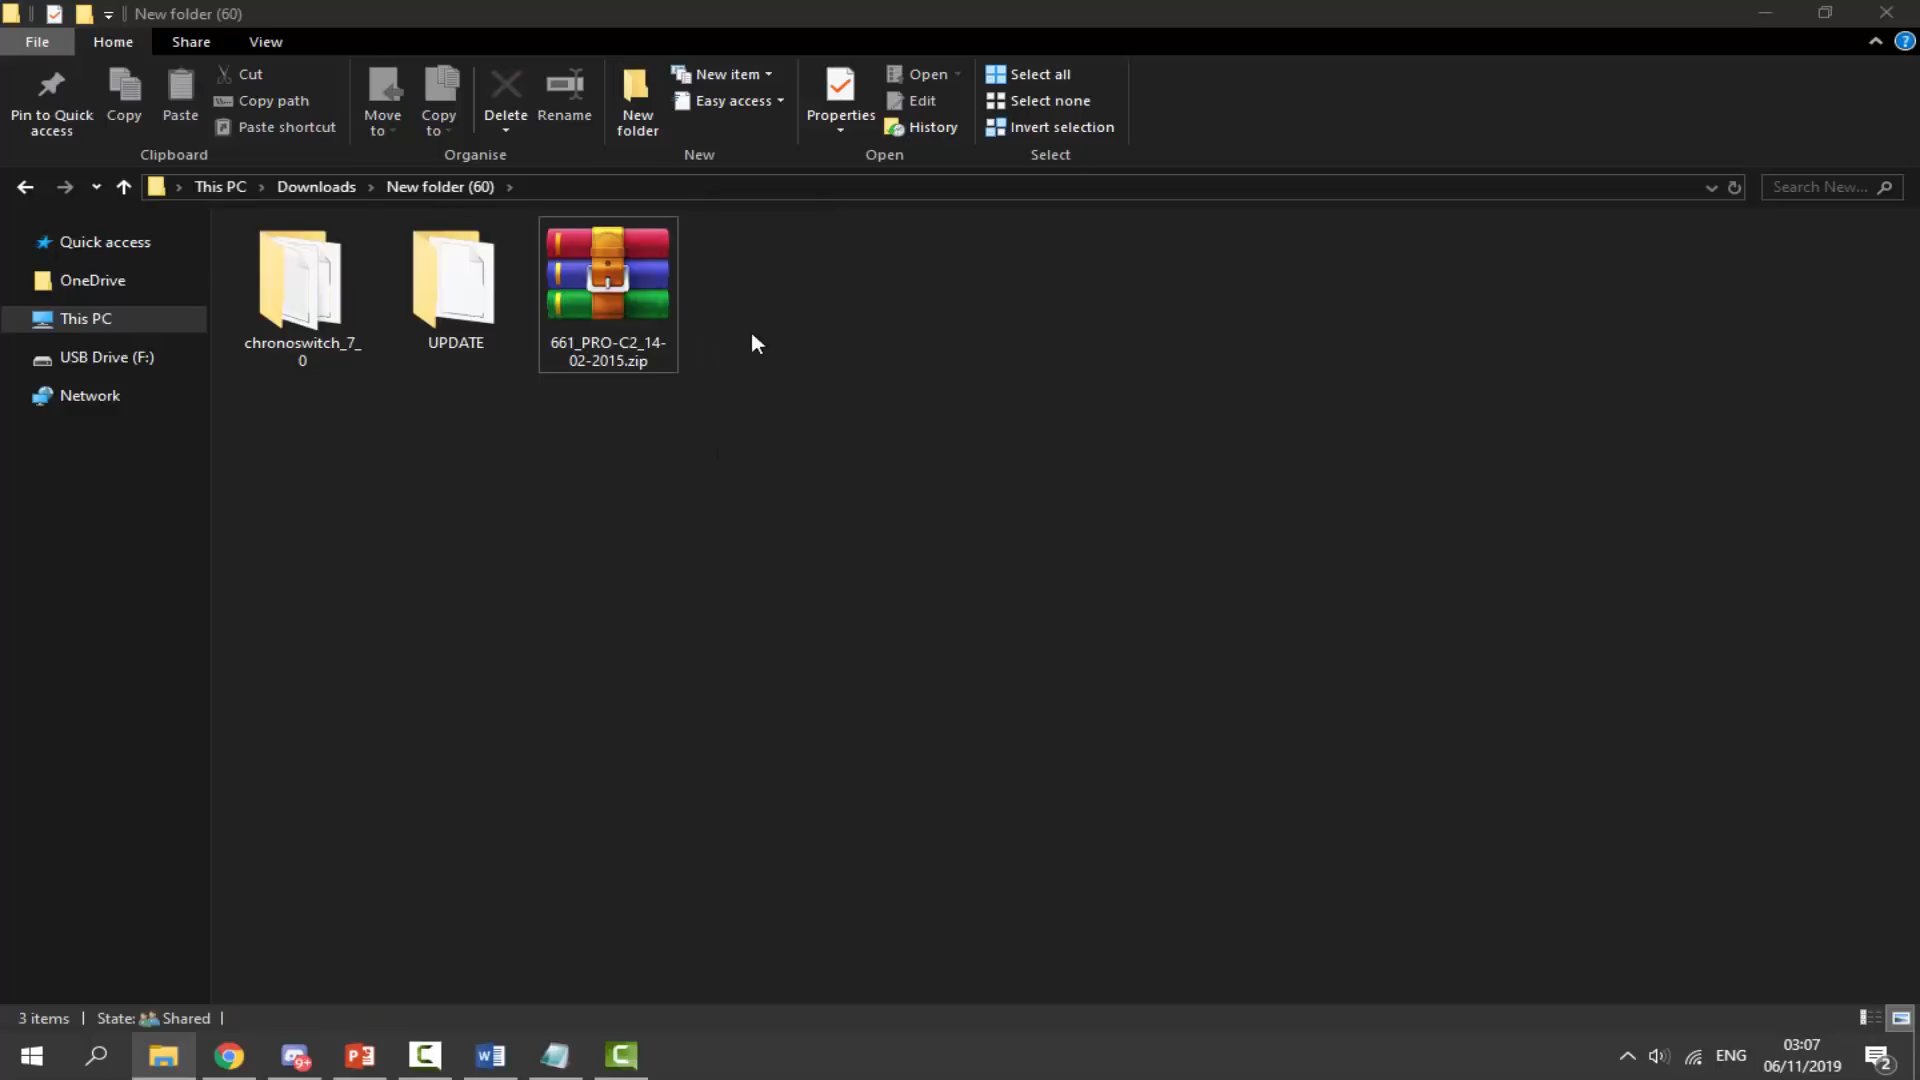 New folder (60)
File Home Share View
Pin to Quick access
Copy
Paste
Cut
Copy path
Paste shortcut
Clipboard
Move to
Copy to
Delete
Rename
Organise
New folder
New item
Easy access
New
Properties
Open
Edit
History
Open
Select all
Select none
Invert selection
Select
This PC Downloads New folder (60)
Search New...
Quick access
OneDrive
This PC
USB Drive (F:)
Network
chronoswitch_7_
0
UPDATE
661_PRO-C2_14-
02-2015.zip
3 items State: Shared
9+
ENG
03:07
06/11/2019
2